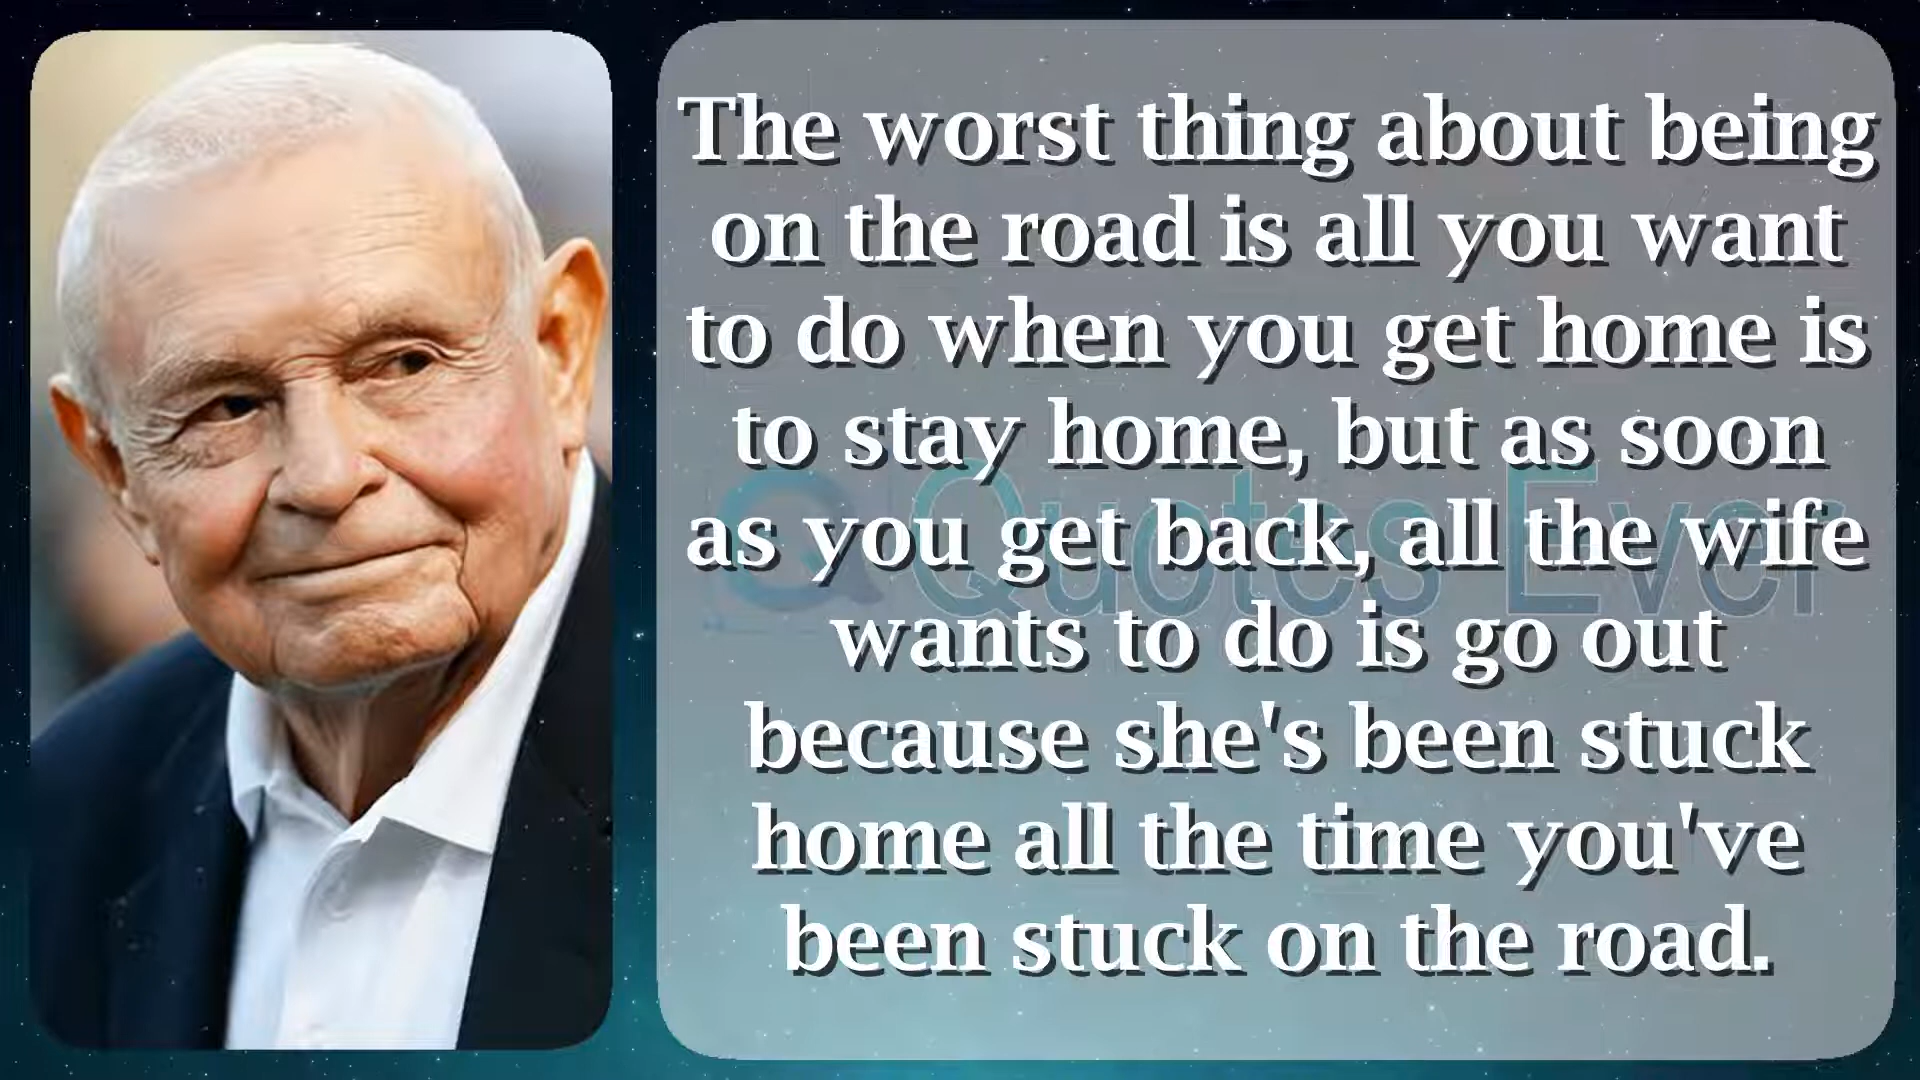 The worst thing about being
on the road is all you want
to do when you get home is
to stay home, but as soon
as you get back, all the wife
wants to do is go out
because she's been stuck
home all the time you've
been stuck on the road.
Quotes Ever